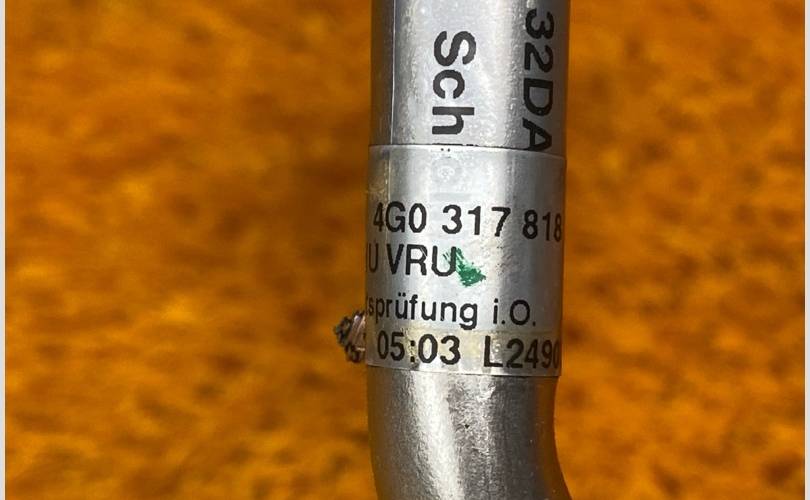 32DA
Sch
4G0 317 818
U VRU
sprüfung i.O.
05:03 L2490